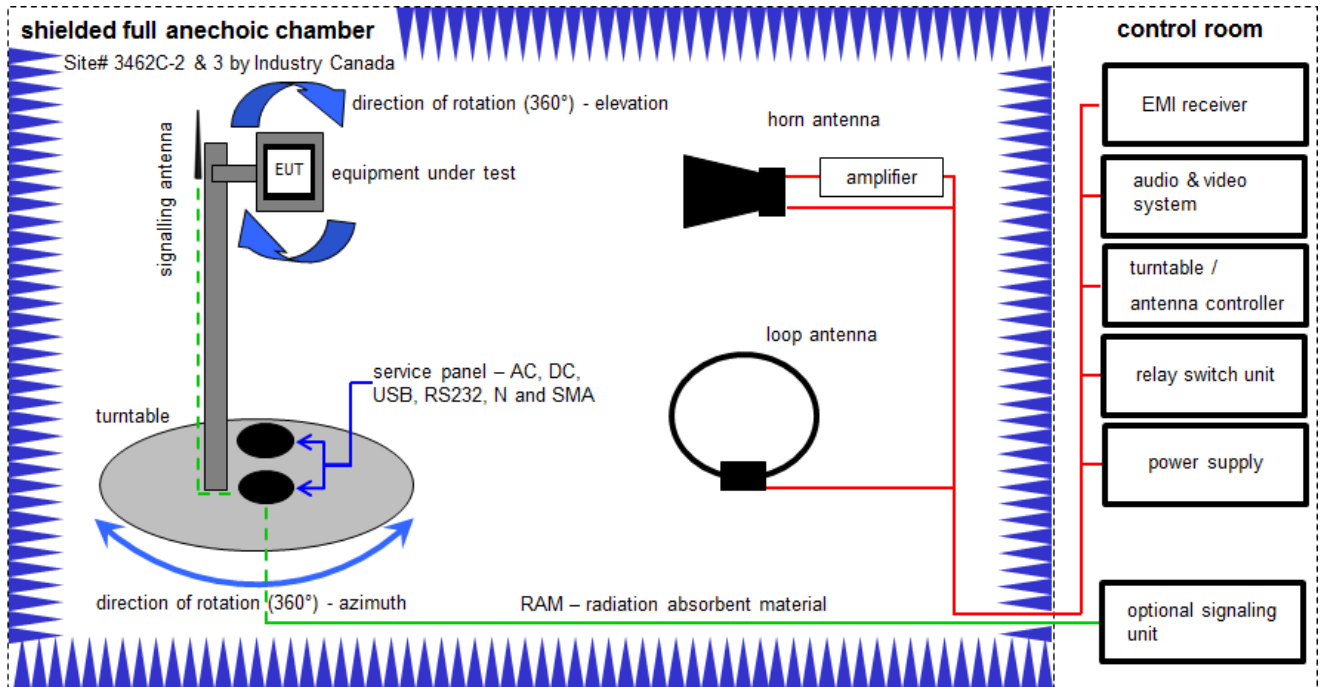 shielded full anechoic chamber
Site# 3462C-2 & 3 by Industry Canada
direction of rotation (360°) - elevation
signalling antenna
EUT
equipment under test
horn antenna
amplifier
loop antenna
service panel – AC, DC,
USB, RS232, N and SMA
turntable
direction of rotation (360°) - azimuth
RAM – radiation absorbent material
control room
EMI receiver
audio & video
system
turntable /
antenna controller
relay switch unit
power supply
optional signaling
unit